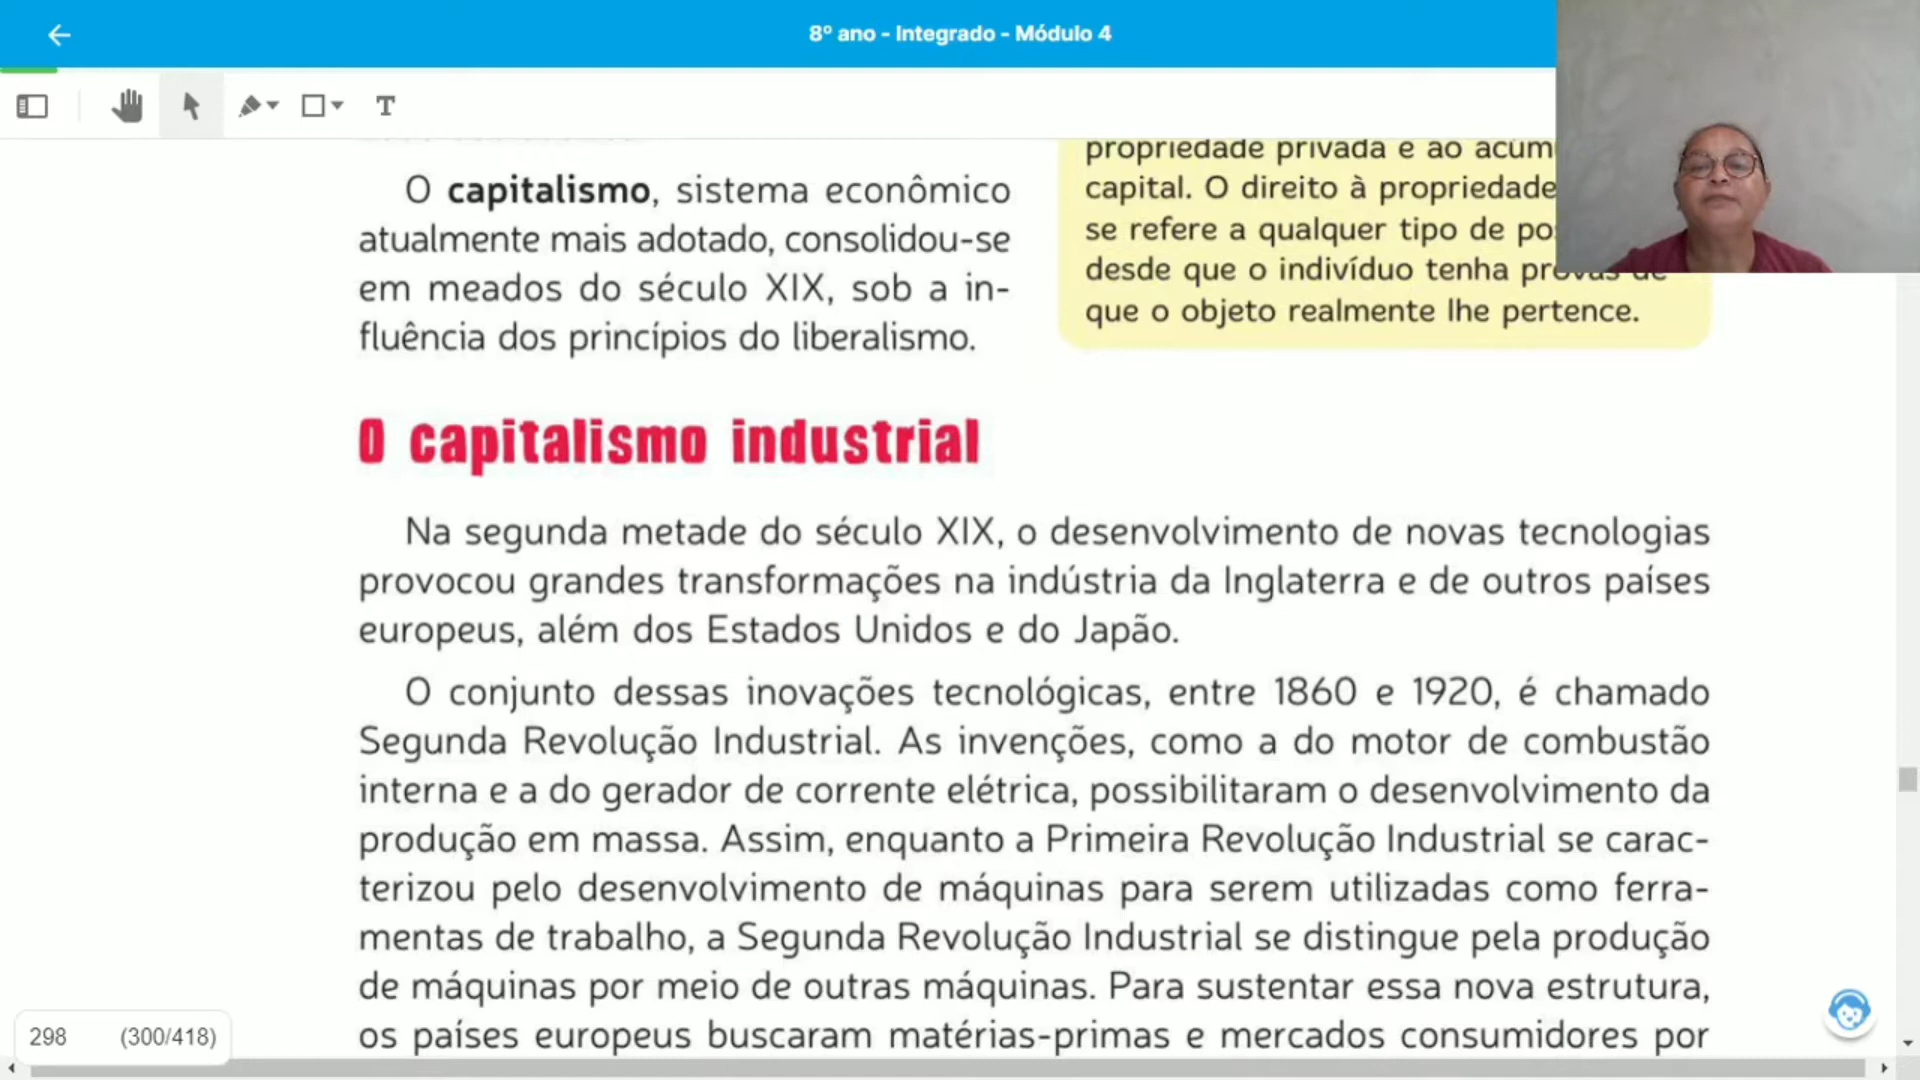 8º ano - Integrado - Módulo 4
T
O capitalismo, sistema econômico
atualmente mais adotado, consolidou-se
em meados do século XIX, sob a in-
fluência dos princípios do liberalismo.
propriedade privada e ao acúm
capital. O direito à propriedade
se refere a qualquer tipo de po
desde que o indivíduo tenha provas de
que o objeto realmente lhe pertence.
O capitalismo industrial
Na segunda metade do século XIX, o desenvolvimento de novas tecnologias
provocou grandes transformações na indústria da Inglaterra e de outros países
europeus, além dos Estados Unidos e do Japão.
O conjunto dessas inovações tecnológicas, entre 1860 e 1920, é chamado
Segunda Revolução Industrial. As invenções, como a do motor de combustão
interna e a do gerador de corrente elétrica, possibilitaram o desenvolvimento da
produção em massa. Assim, enquanto a Primeira Revolução Industrial se carac-
terizou pelo desenvolvimento de máquinas para serem utilizadas como ferra-
mentas de trabalho, a Segunda Revolução Industrial se distingue pela produção
de máquinas por meio de outras máquinas. Para sustentar essa nova estrutura,
os países europeus buscaram matérias-primas e mercados consumidores por
298 (300/418)